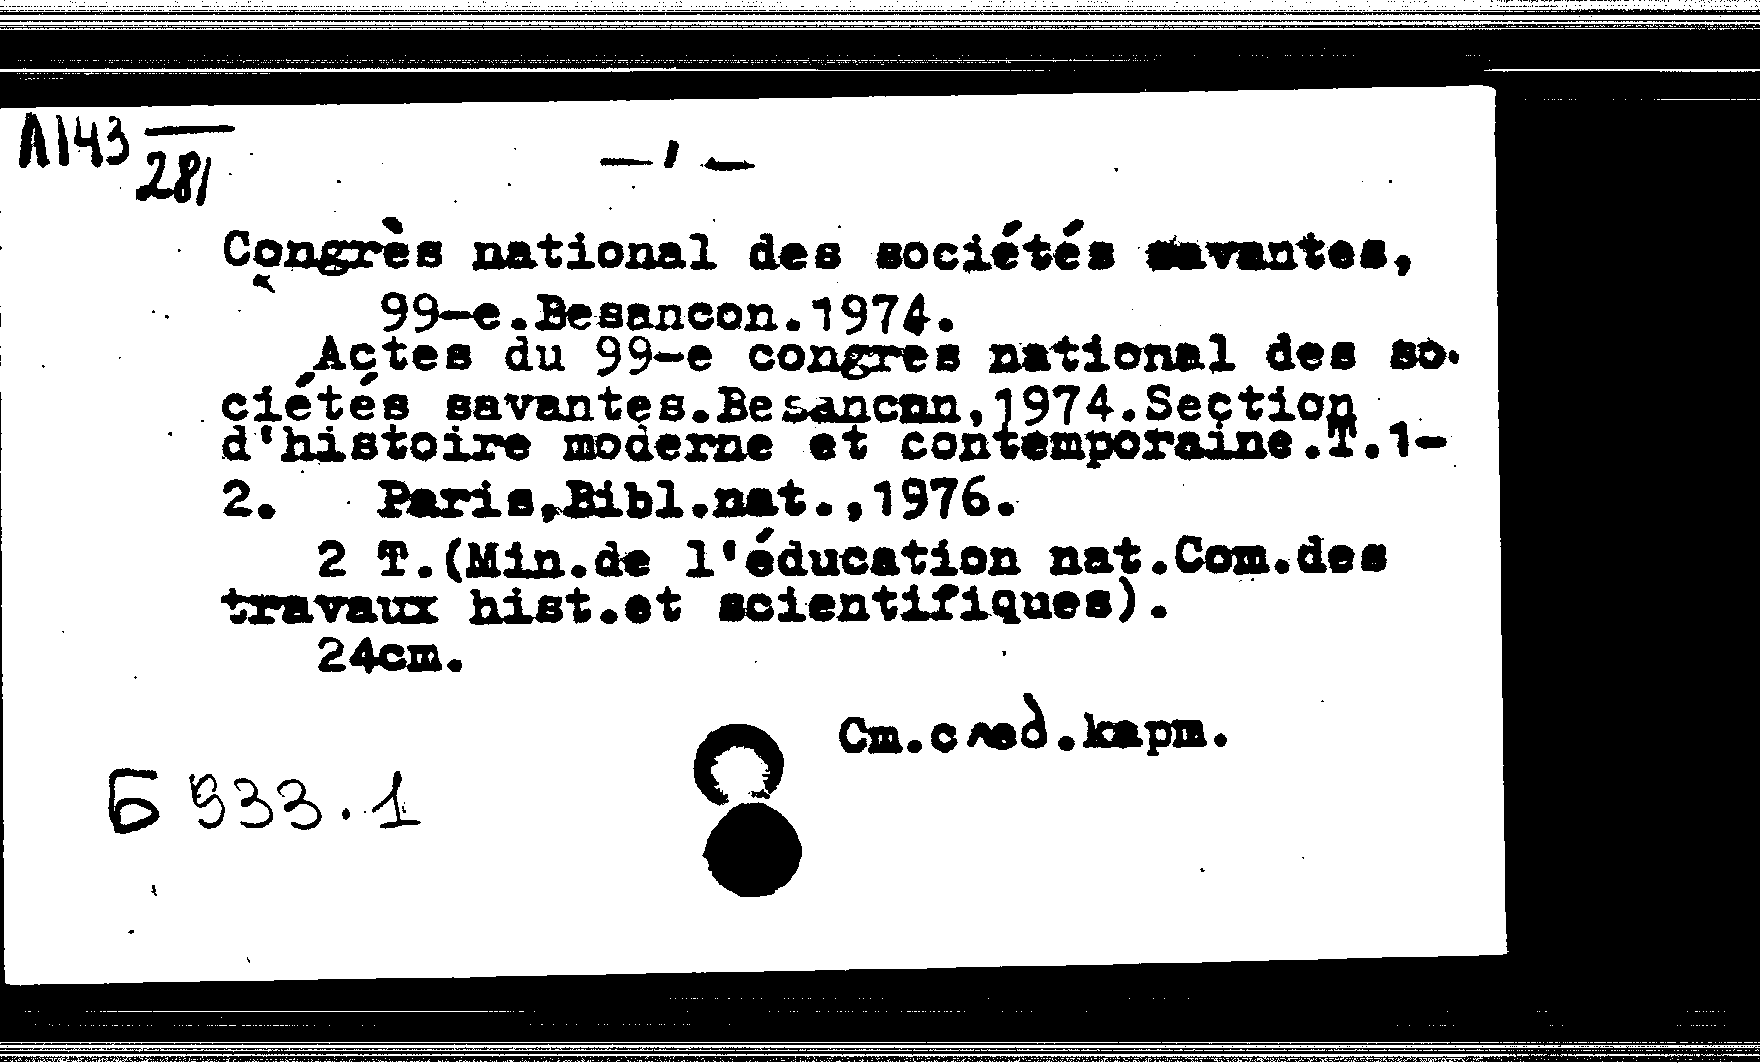 Л143 —/281
— ' —
Congrès national des sociétés savantes,
99-e.Besancon.1974.
Actes du 99-e congres national des so-
ciétés savantes.Besancon,1974.Section
d'histoire moderne et contemporaine.T.1-
2. Paris,Bibl.nat.,1976.
2 T.(Min.de l'éducation nat.Com.des
travaux hist.et scientifiques).
24cm.
См.след.карт.
Б 933.1